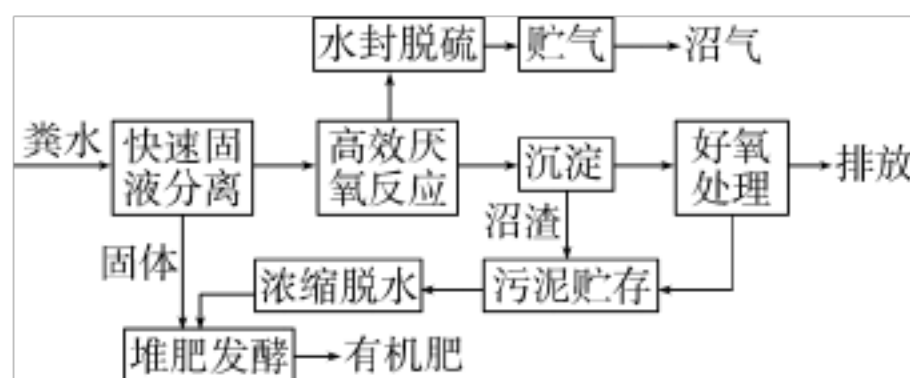 水封脱硫
贮气
沼气
粪水
快速固
液分离
高效厌
氧反应
沉淀
好氧
处理
排放
沼渣
固体
浓缩脱水
污泥贮存
堆肥发酵
有机肥